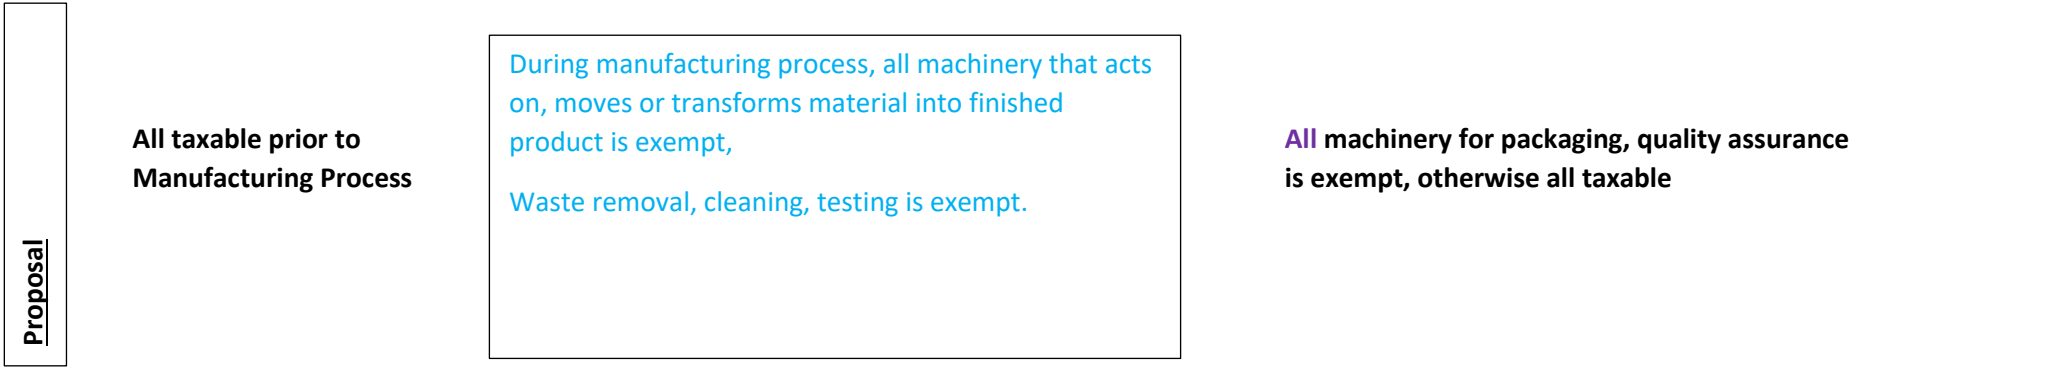 Proposal
All taxable prior to
Manufacturing Process
During manufacturing process, all machinery that acts
on, moves or transforms material into finished
product is exempt,
Waste removal, cleaning, testing is exempt.
All machinery for packaging, quality assurance
is exempt, otherwise all taxable